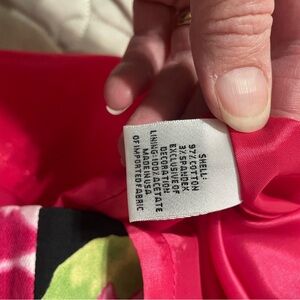 SHELL:
97%COTTON
3%SPANDEX
EXCLUSIVE OF
DECORATION
LINING:100%ACETATE
MADE IN USA
OF IMPORTED FABRIC